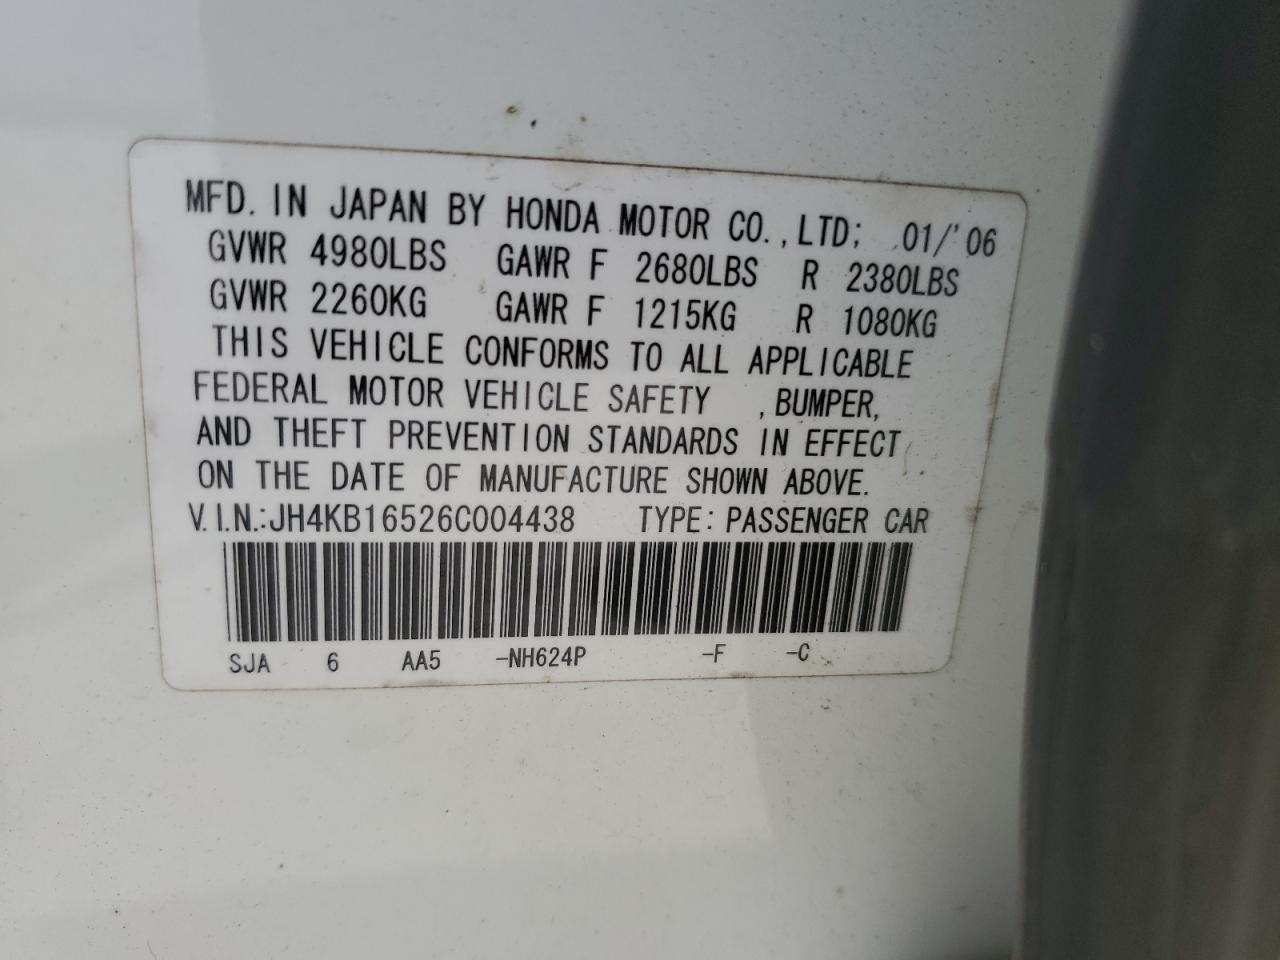 MFD. IN JAPAN BY HONDA MOTOR CO., LTD; 01/'06
GVWR 4980LBS GAWR F 2680LBS R 2380LBS
GVWR 2260KG GAWR F 1215KG R 1080KG
THIS VEHICLE CONFORMS TO ALL APPLICABLE
FEDERAL MOTOR VEHICLE SAFETY , BUMPER,
AND THEFT PREVENTION STANDARDS IN EFFECT
ON THE DATE OF MANUFACTURE SHOWN ABOVE.
V.I.N.:JH4KB16526C004438 TYPE: PASSENGER CAR
SJA 6 AA5 -NH624P -F -C